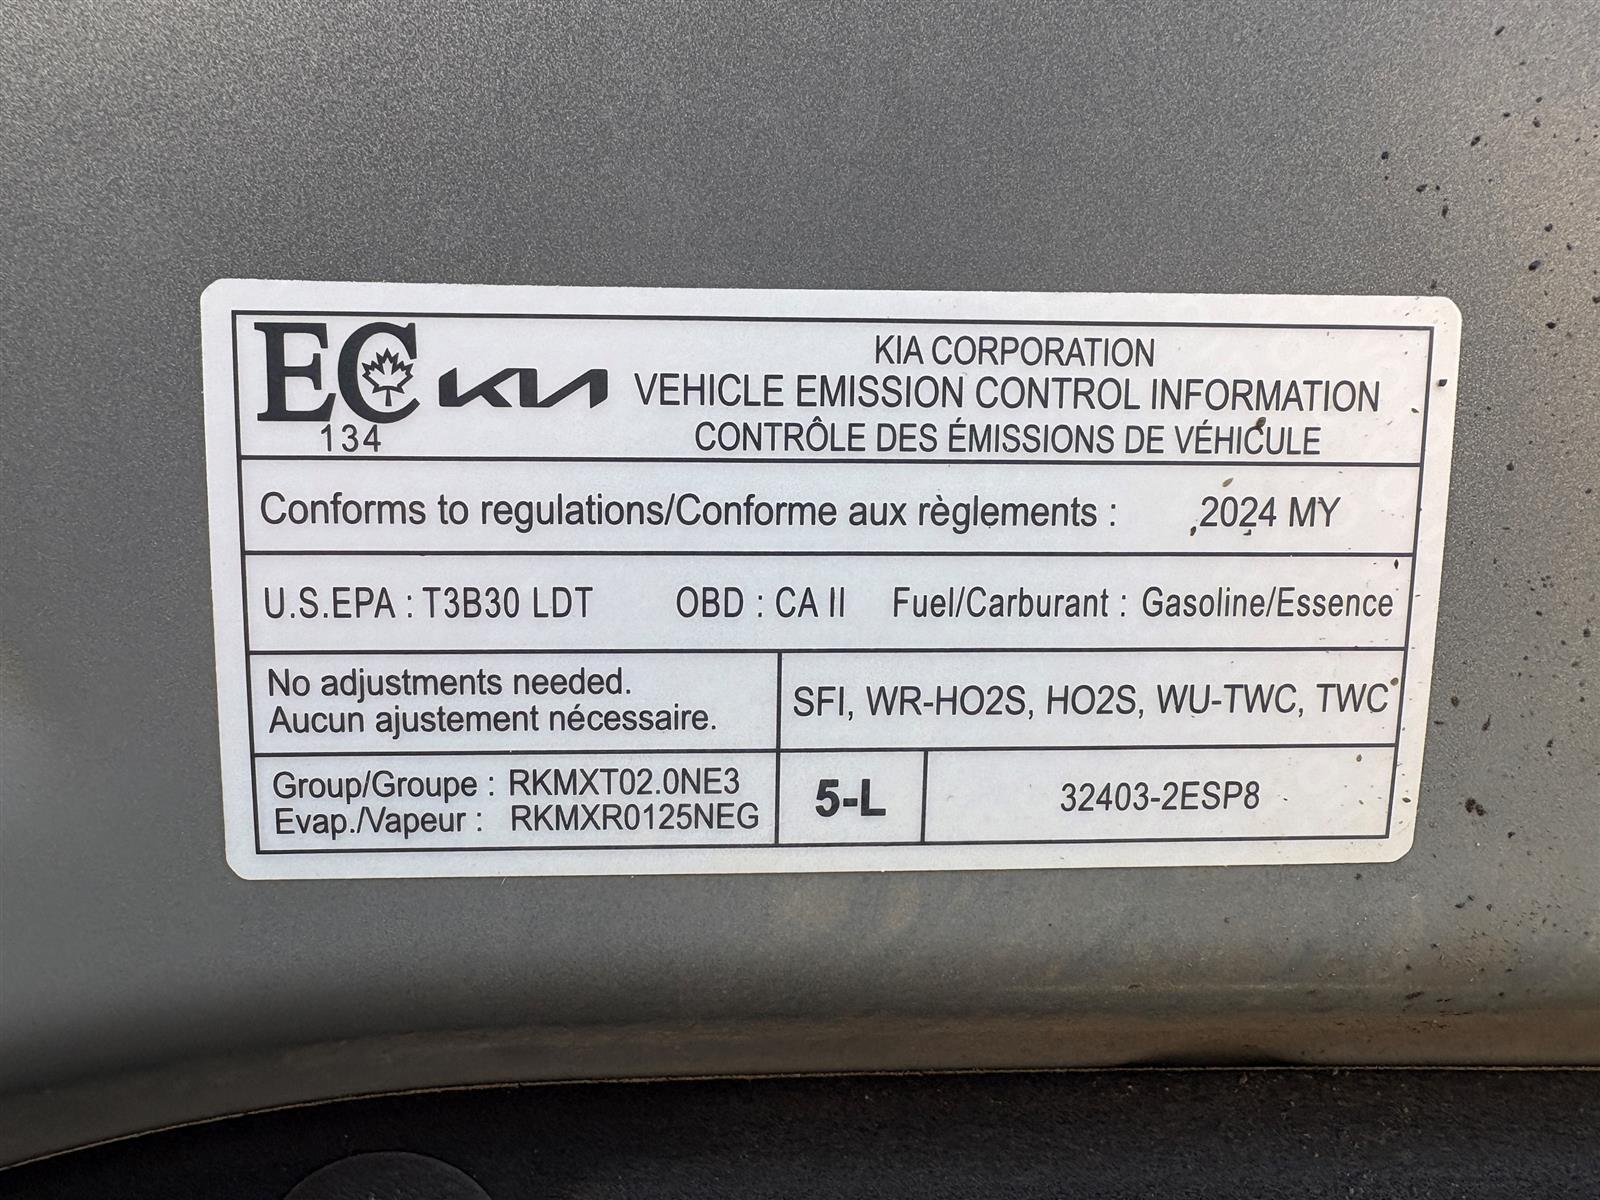 EC KIA
134
KIA CORPORATION
VEHICLE EMISSION CONTROL INFORMATION
CONTRÔLE DES ÉMISSIONS DE VÉHICULE
Conforms to regulations/Conforme aux règlements : 2024 MY
U.S.EPA : T3B30 LDT OBD : CA II Fuel/Carburant : Gasoline/Essence
No adjustments needed.
Aucun ajustement nécessaire.
SFI, WR-HO2S, HO2S, WU-TWC, TWC
Group/Groupe : RKMXT02.0NE3
Evap./Vapeur : RKMXR0125NEG
5-L
32403-2ESP8